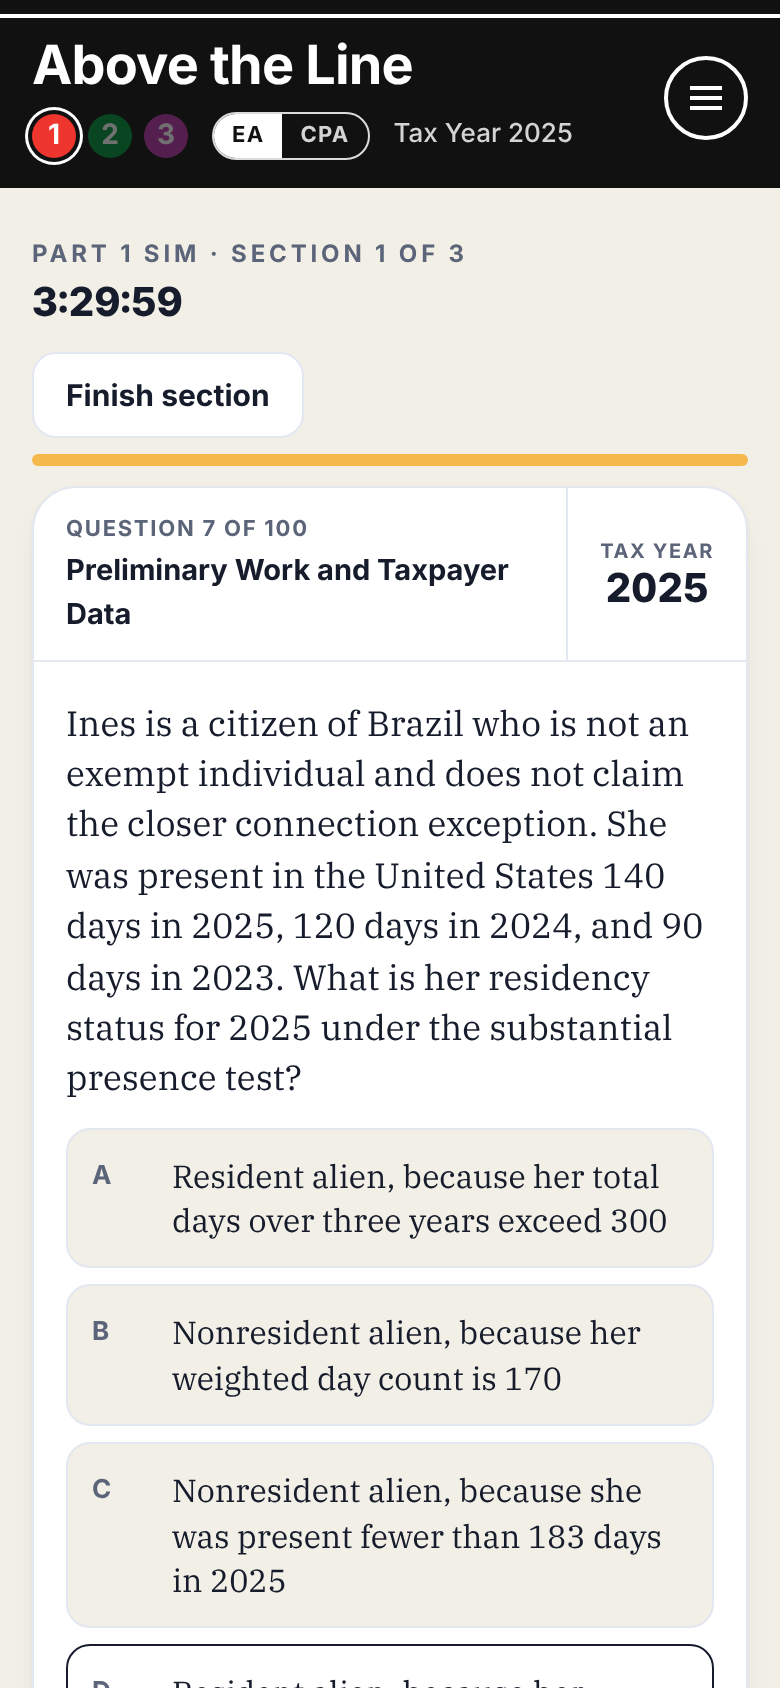 Above the Line
1 2 3 EA CPA Tax Year 2025
PART 1 SIM · SECTION 1 OF 3
3:29:59
Finish section
QUESTION 7 OF 100
Preliminary Work and Taxpayer
Data
TAX YEAR
2025
Ines is a citizen of Brazil who is not an
exempt individual and does not claim
the closer connection exception. She
was present in the United States 140
days in 2025, 120 days in 2024, and 90
days in 2023. What is her residency
status for 2025 under the substantial
presence test?
A Resident alien, because her total
days over three years exceed 300
B Nonresident alien, because her
weighted day count is 170
C Nonresident alien, because she
was present fewer than 183 days
in 2025
D Resident alien, because her